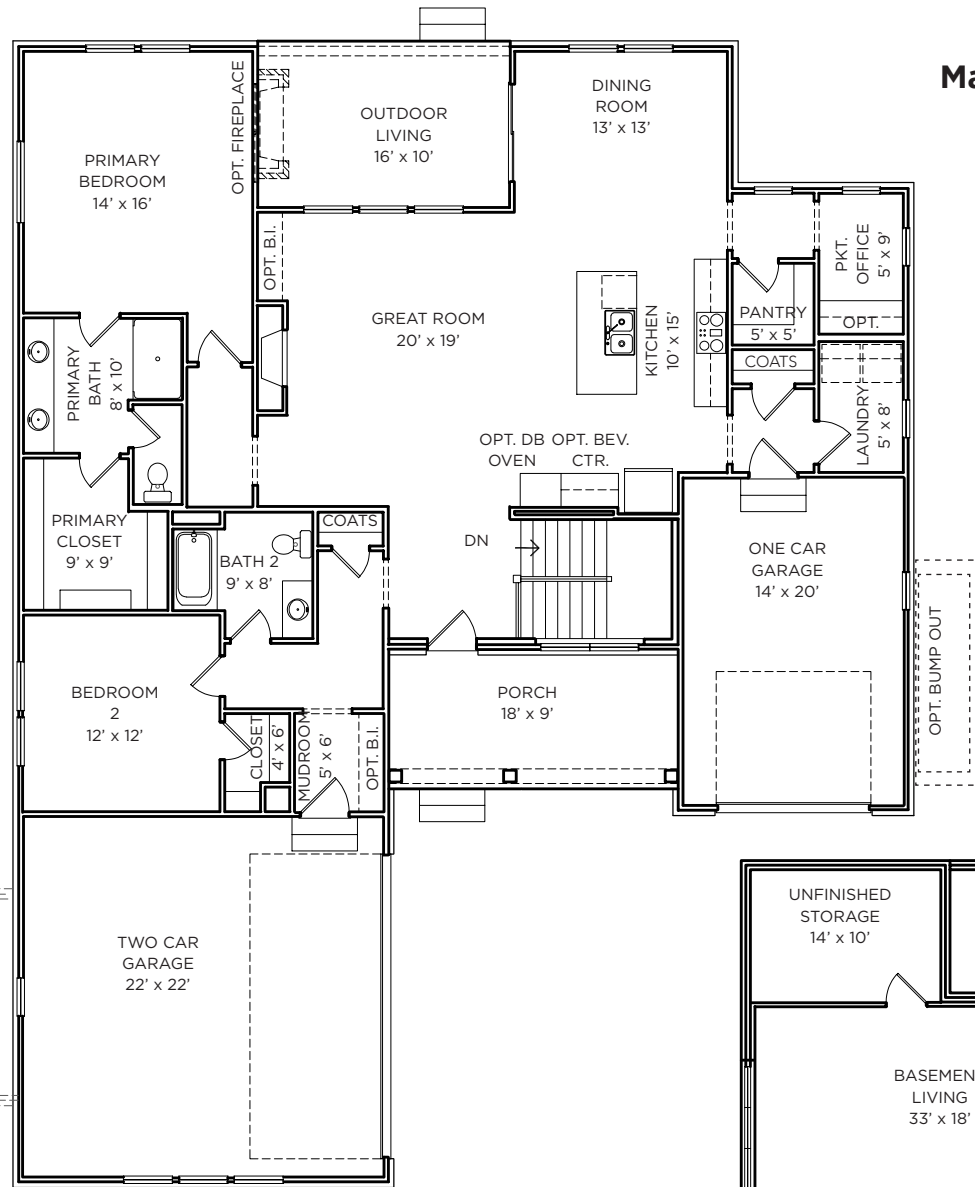 Ma
OPT. FIREPLACE
OUTDOOR
LIVING
16’ x 10’
DINING
ROOM
13’ x 13’
PRIMARY
BEDROOM
14’ x 16’
OPT. B.I.
PKT.
OFFICE
5’ x 9’
OPT.
PANTRY
5’ x 5’
GREAT ROOM
20’ x 19’
KITCHEN
10’ x 15’
COATS
PRIMARY
BATH
8’ x 10’
LAUNDRY
5’ x 8’
OPT. DB
OVEN
OPT. BEV.
CTR.
PRIMARY
CLOSET
9’ x 9’
COATS
BATH 2
9’ x 8’
DN
ONE CAR
GARAGE
14’ x 20’
OPT. BUMP OUT
BEDROOM
2
12’ x 12’
PORCH
18’ x 9’
CLOSET
4’ x 6’
MUDROOM
5’ x 6’
OPT. B.I.
TWO CAR
GARAGE
22’ x 22’
UNFINISHED
STORAGE
14’ x 10’
BASEMEN
LIVING
33’ x 18’